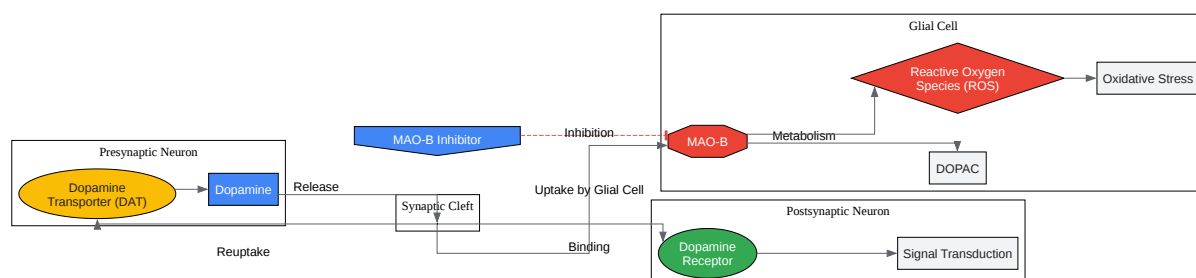 Glial Cell
Reactive Oxygen
Species (ROS)
Oxidative Stress
MAO-B Inhibitor
Inhibition
MAO-B
Metabolism
DOPAC
Presynaptic Neuron
Dopamine
Transporter (DAT)
Dopamine
Release
Synaptic Cleft
Uptake by Glial Cell
Reuptake
Binding
Postsynaptic Neuron
Dopamine
Receptor
Signal Transduction